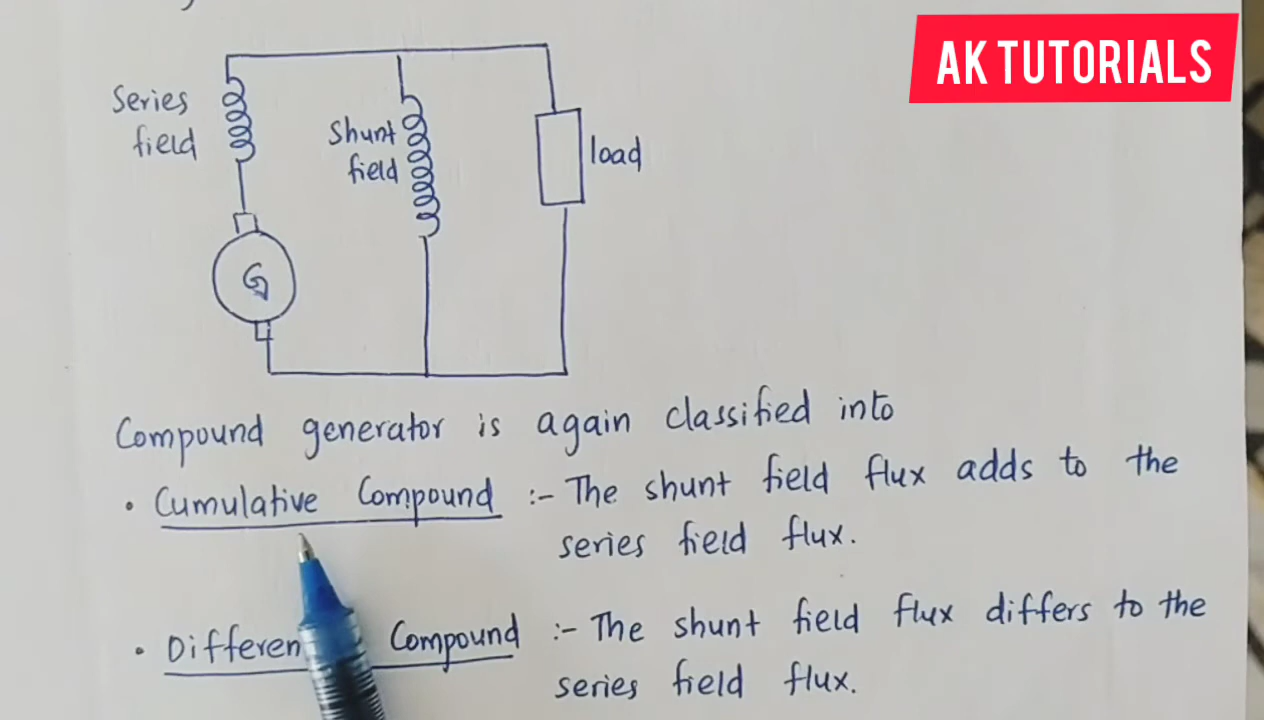 AK TUTORIALS
Series
field
Shunt
field
load
G
Compound generator is again classified into
• Cumulative Compound :- The shunt field flux adds to the
series field flux.
• Compound :- The shunt field flux differs to the
series field flux.